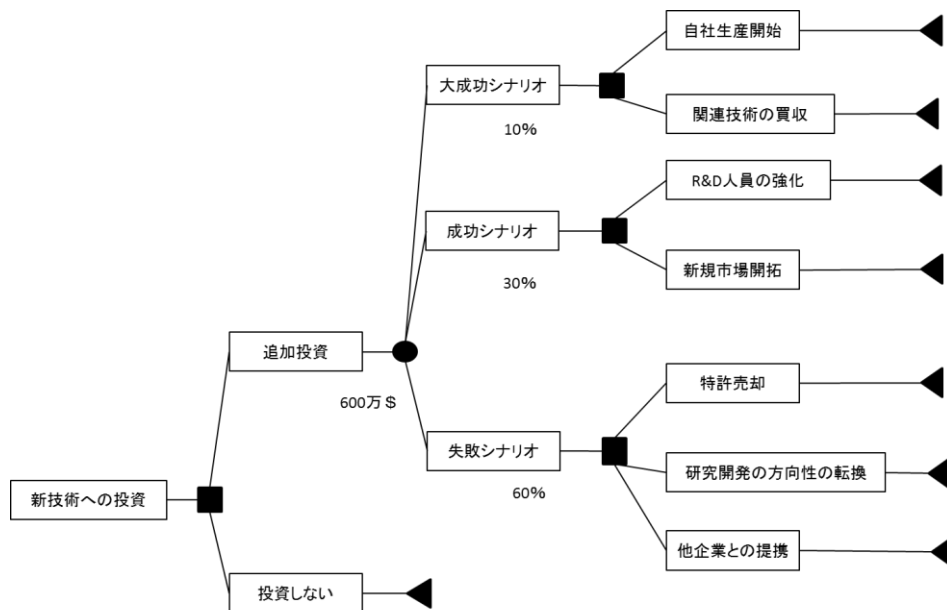 自社生産開始
大成功シナリオ
10%
関連技術の買収
R&D人員の強化
成功シナリオ
30%
新規市場開拓
追加投資
600万$
特許売却
失敗シナリオ
60%
研究開発の方向性の転換
新技術への投資
他企業との提携
投資しない